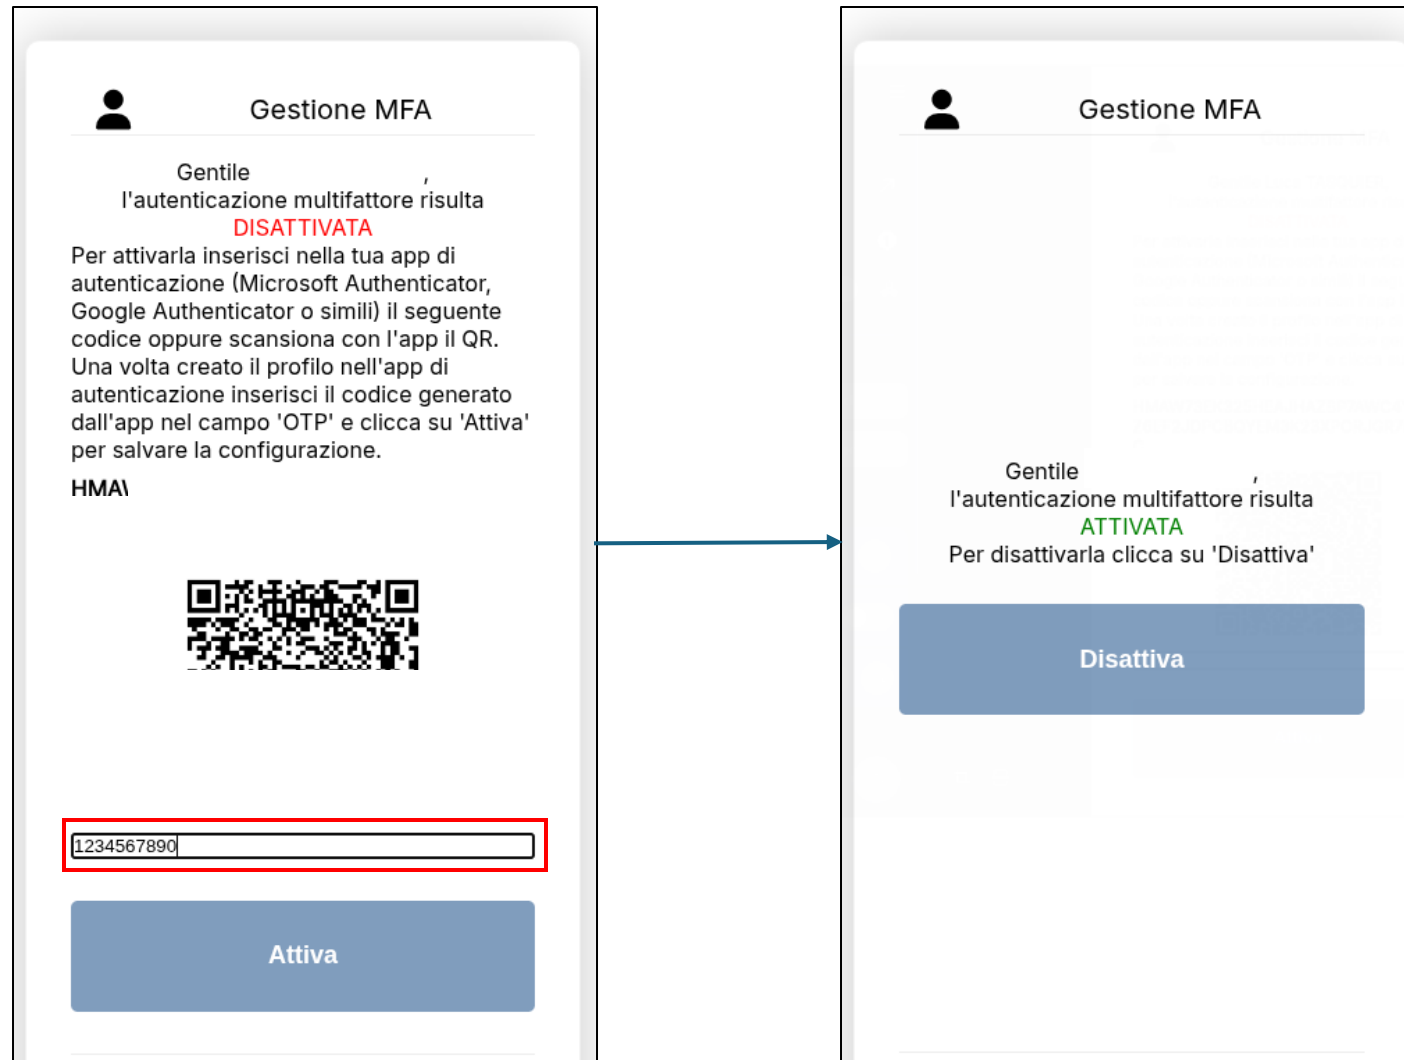 Gestione MFA
Gentile ,
l'autenticazione multifattore risulta
DISATTIVATA
Per attivarla inserisci nella tua app di
autenticazione (Microsoft Authenticator,
Google Authenticator o simili) il seguente
codice oppure scansiona con l'app il QR.
Una volta creato il profilo nell'app di
autenticazione inserisci il codice generato
dall'app nel campo 'OTP' e clicca su 'Attiva'
per salvare la configurazione.
HMA
1234567890
Attiva
Gestione MFA
Gentile ,
l'autenticazione multifattore risulta
ATTIVATA
Per disattivarla clicca su 'Disattiva'
Disattiva